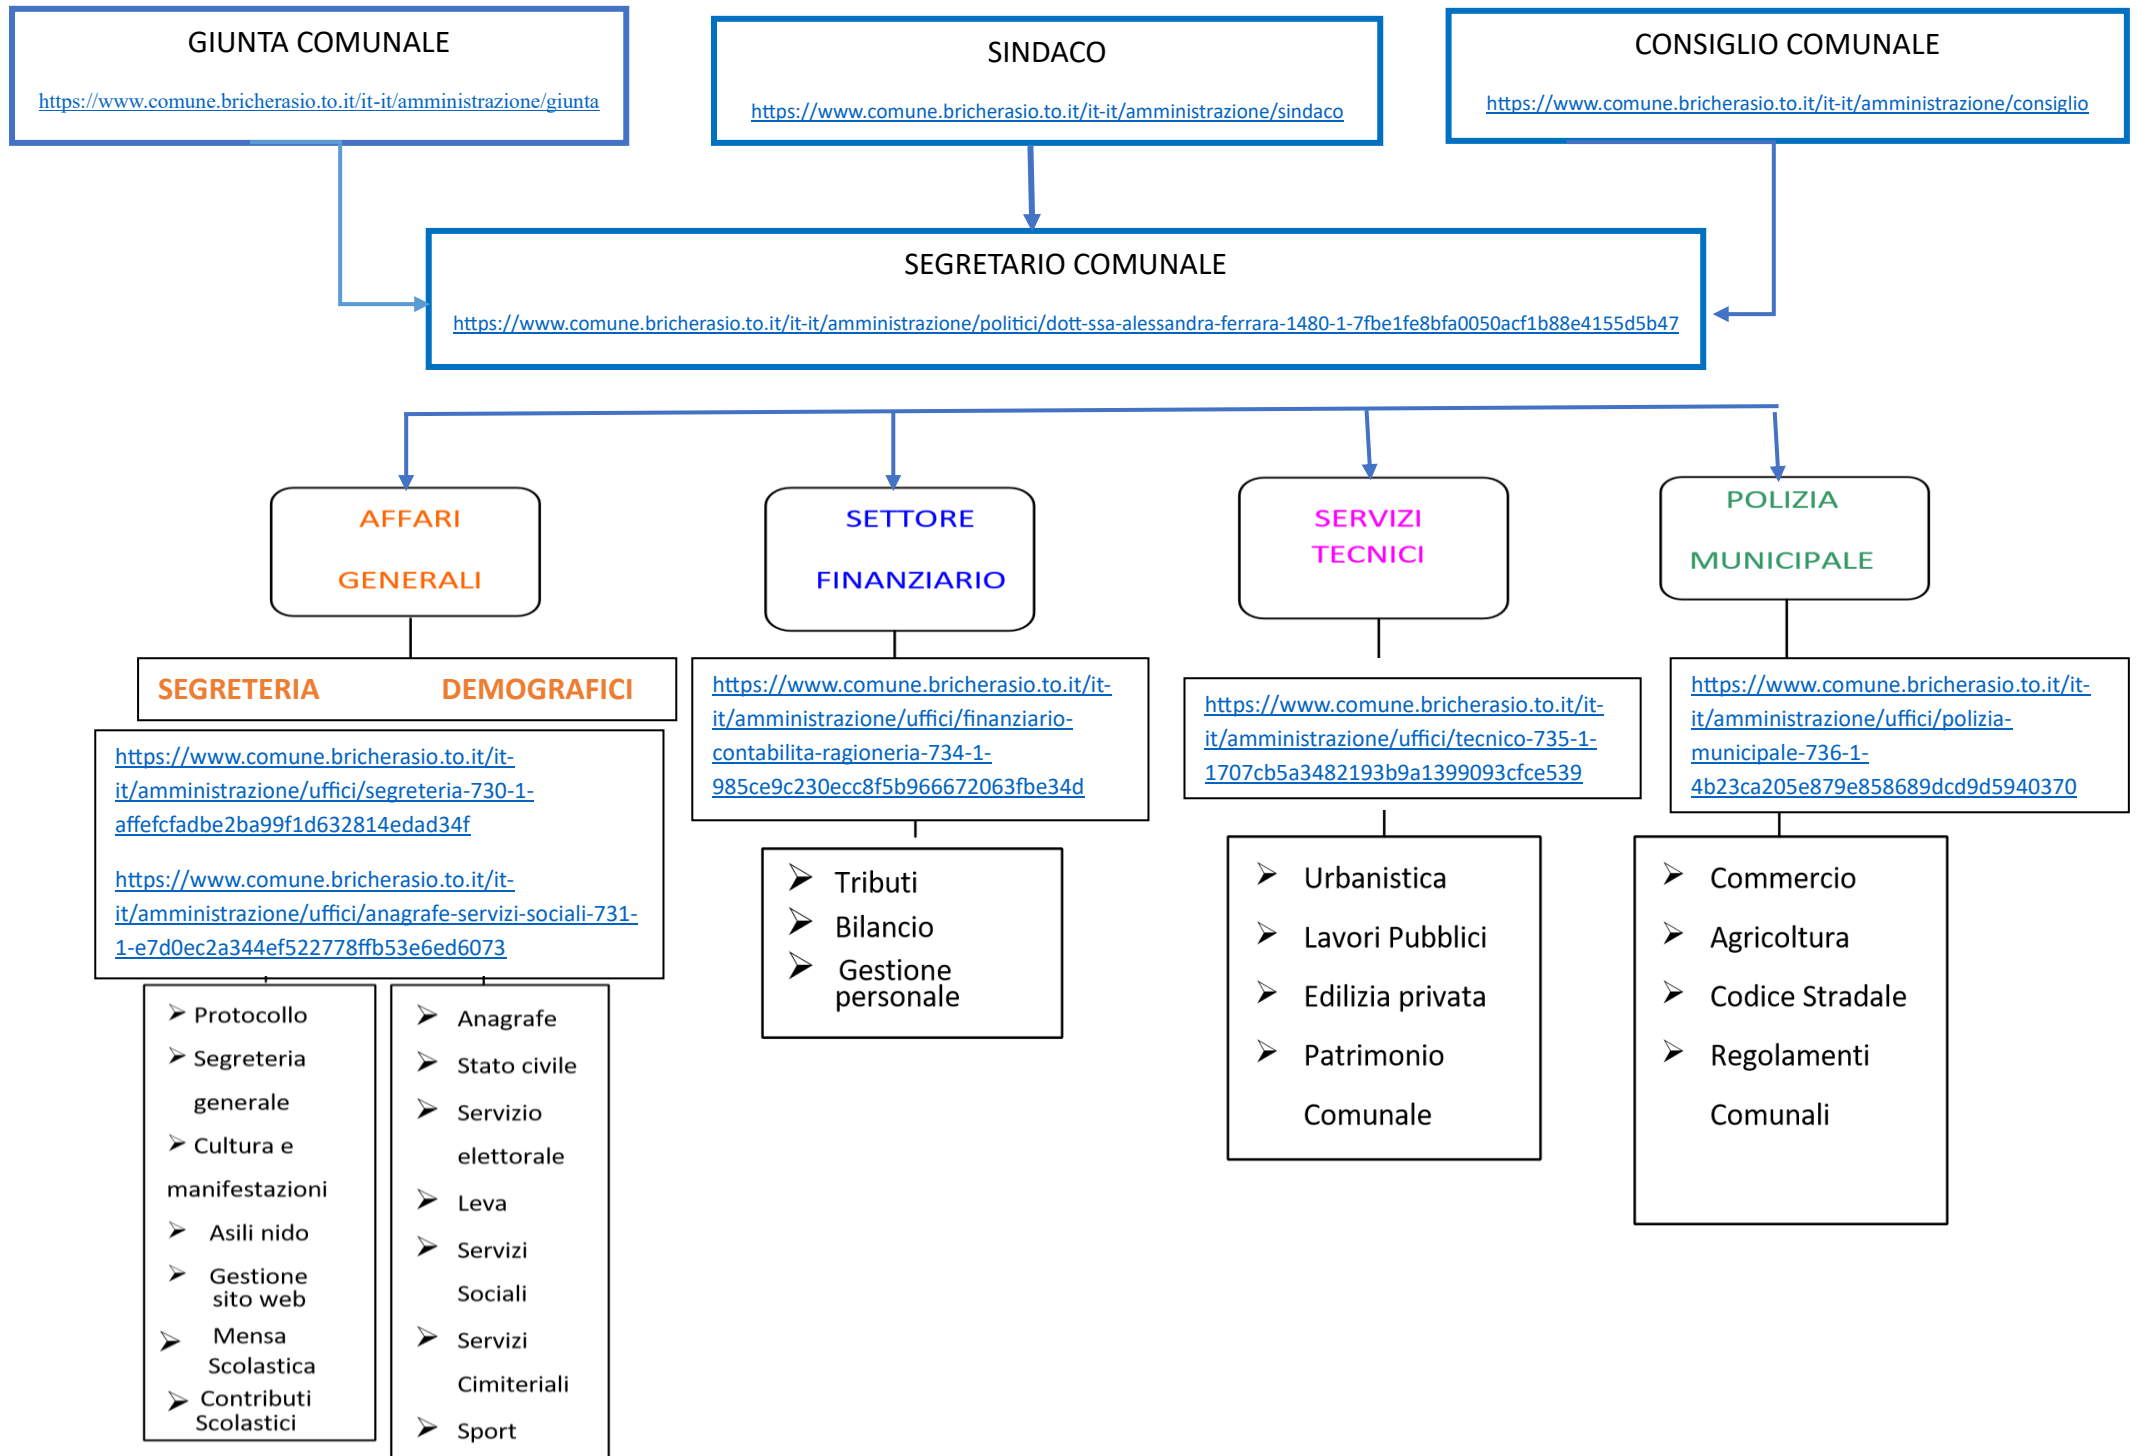 GIUNTA COMUNALE
https://www.comune.bricherasio.to.it/it-it/amministrazione/giunta
SINDACO
https://www.comune.bricherasio.to.it/it-it/amministrazione/sindaco
CONSIGLIO COMUNALE
https://www.comune.bricherasio.to.it/it-it/amministrazione/consiglio
SEGRETARIO COMUNALE
https://www.comune.bricherasio.to.it/it-it/amministrazione/politici/dott-ssa-alessandra-ferrara-1480-1-7fbe1fe8bfa0050acf1b88e4155d5b47
AFFARI
GENERALI
SEGRETERIA DEMOGRAFICI
https://www.comune.bricherasio.to.it/it-
it/amministrazione/uffici/segreteria-730-1-
affefcfadbe2ba99f1d632814edad34f
https://www.comune.bricherasio.to.it/it-
it/amministrazione/uffici/anagrafe-servizi-sociali-731-
1-e7d0ec2a344ef522778ffb53e6ed6073
➢ Protocollo
➢ Segreteria
generale
➢ Cultura e
manifestazioni
➢ Asili nido
➢ Gestione
sito web
➢ Mensa
Scolastica
➢ Contributi
Scolastici
➢ Anagrafe
➢ Stato civile
➢ Servizio
elettorale
➢ Leva
➢ Servizi
Sociali
➢ Servizi
Cimiteriali
➢ Sport
SETTORE
FINANZIARIO
https://www.comune.bricherasio.to.it/it-
it/amministrazione/uffici/finanziario-
contabilita-ragioneria-734-1-
985ce9c230ecc8f5b966672063fbe34d
➢ Tributi
➢ Bilancio
➢ Gestione
personale
SERVIZI
TECNICI
https://www.comune.bricherasio.to.it/it-
it/amministrazione/uffici/tecnico-735-1-
1707cb5a3482193b9a1399093cfce539
➢ Urbanistica
➢ Lavori Pubblici
➢ Edilizia privata
➢ Patrimonio
Comunale
POLIZIA
MUNICIPALE
https://www.comune.bricherasio.to.it/it-
it/amministrazione/uffici/polizia-
municipale-736-1-
4b23ca205e879e858689dcd9d5940370
➢ Commercio
➢ Agricoltura
➢ Codice Stradale
➢ Regolamenti
Comunali